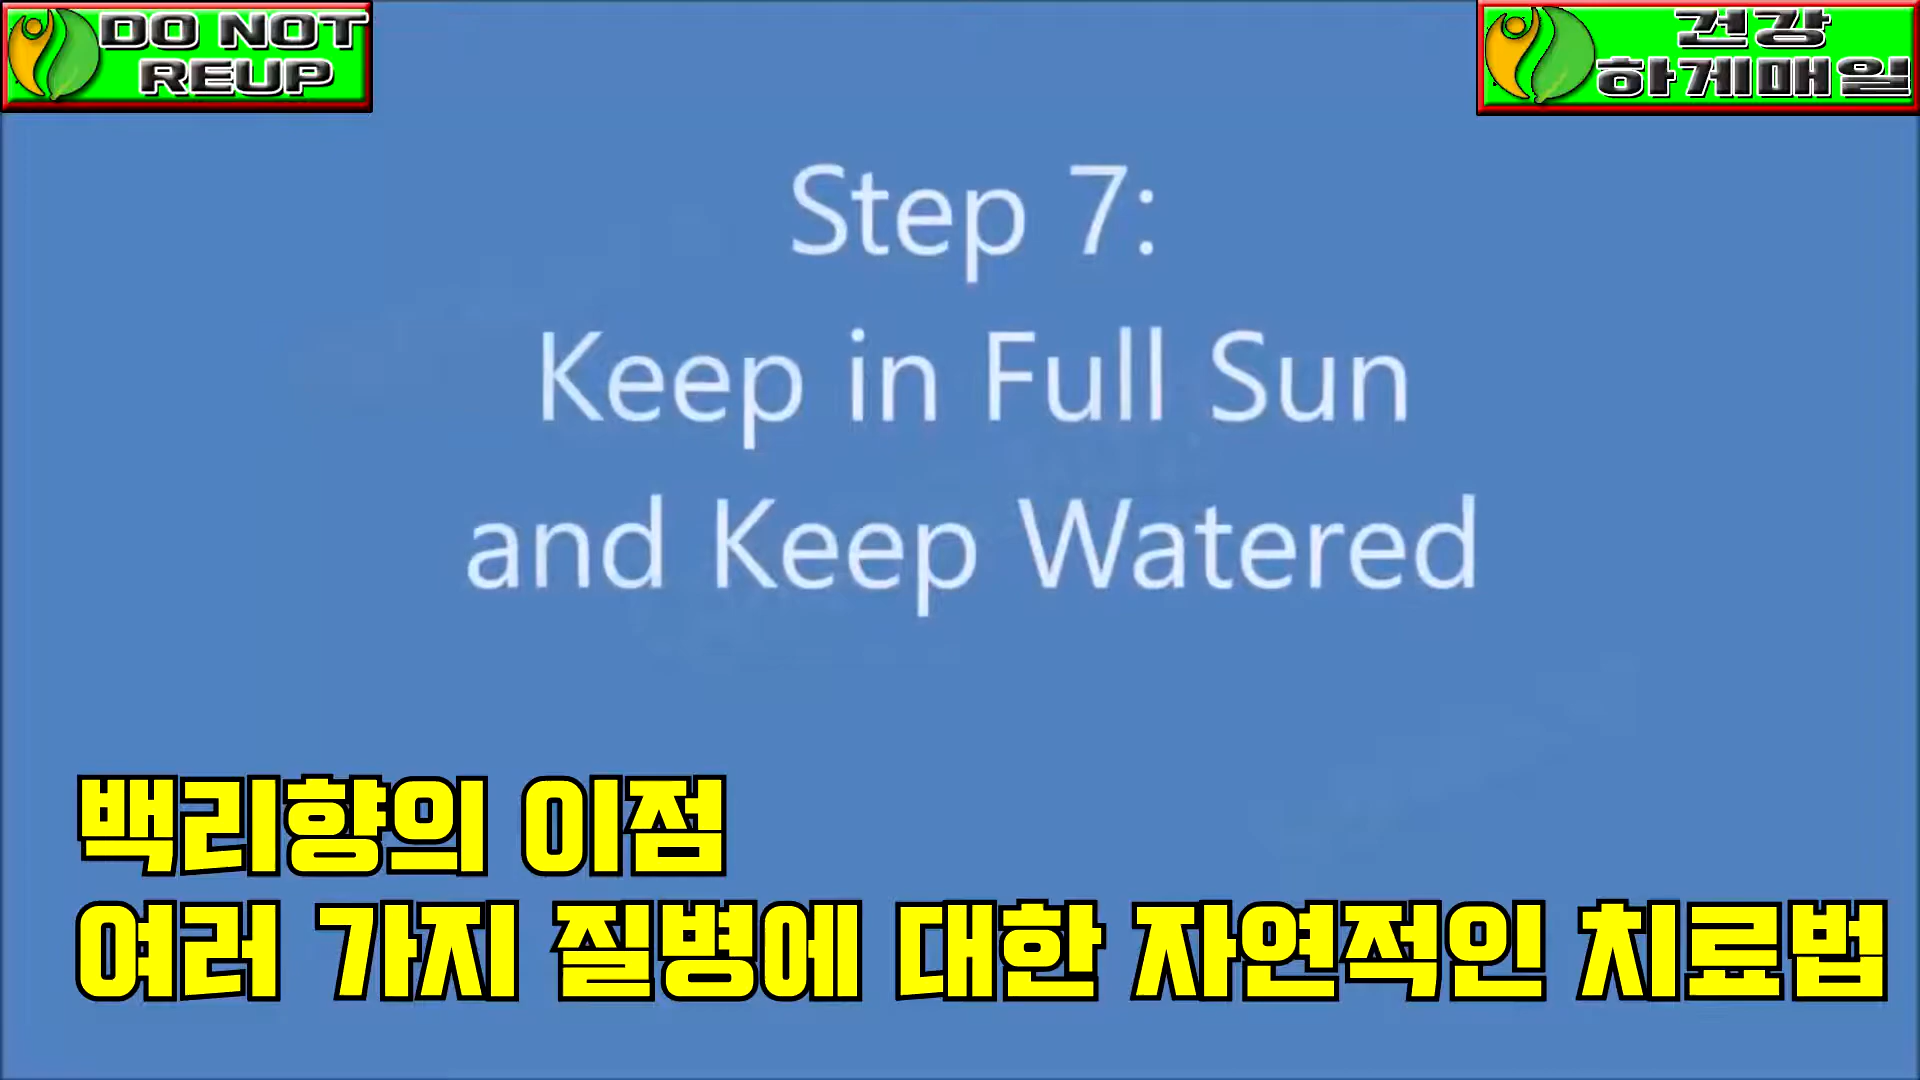 DO NOT
REUP
건강
하게매일
Step 7:
Keep in Full Sun
and Keep Watered
백리향의 이점
여러 가지 질병에 대한 자연적인 치료법